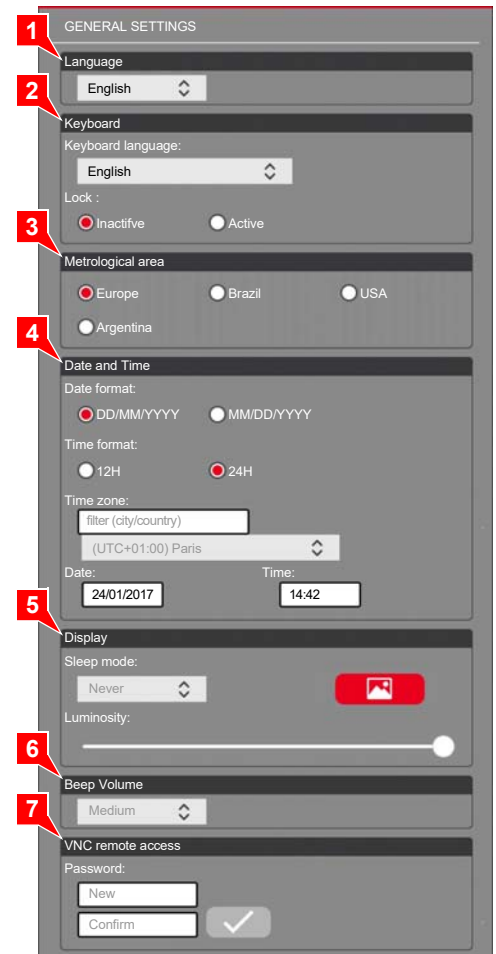 GENERAL SETTINGS
1
Language
English
2
Keyboard
Keyboard language:
English
Lock :
Inactifve Active
3
Metrological area
Europe Brazil USA
Argentina
4
Date and Time
Date format:
DD/MM/YYYY MM/DD/YYYY
Time format:
12H 24H
Time zone:
filter (city/country)
(UTC+01:00) Paris
Date: Time:
24/01/2017 14:42
5
Display
Sleep mode:
Never
Luminosity:
6
Beep Volume
Medium
7
VNC remote access
Password:
New
Confirm